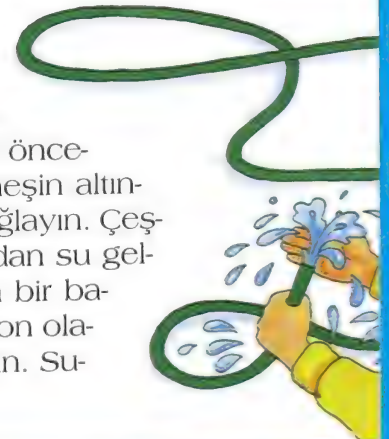 önce-
neşin altın-
ğlayın. Çeş-
dan su gel-
bir ba-
on ola-
n. Su-